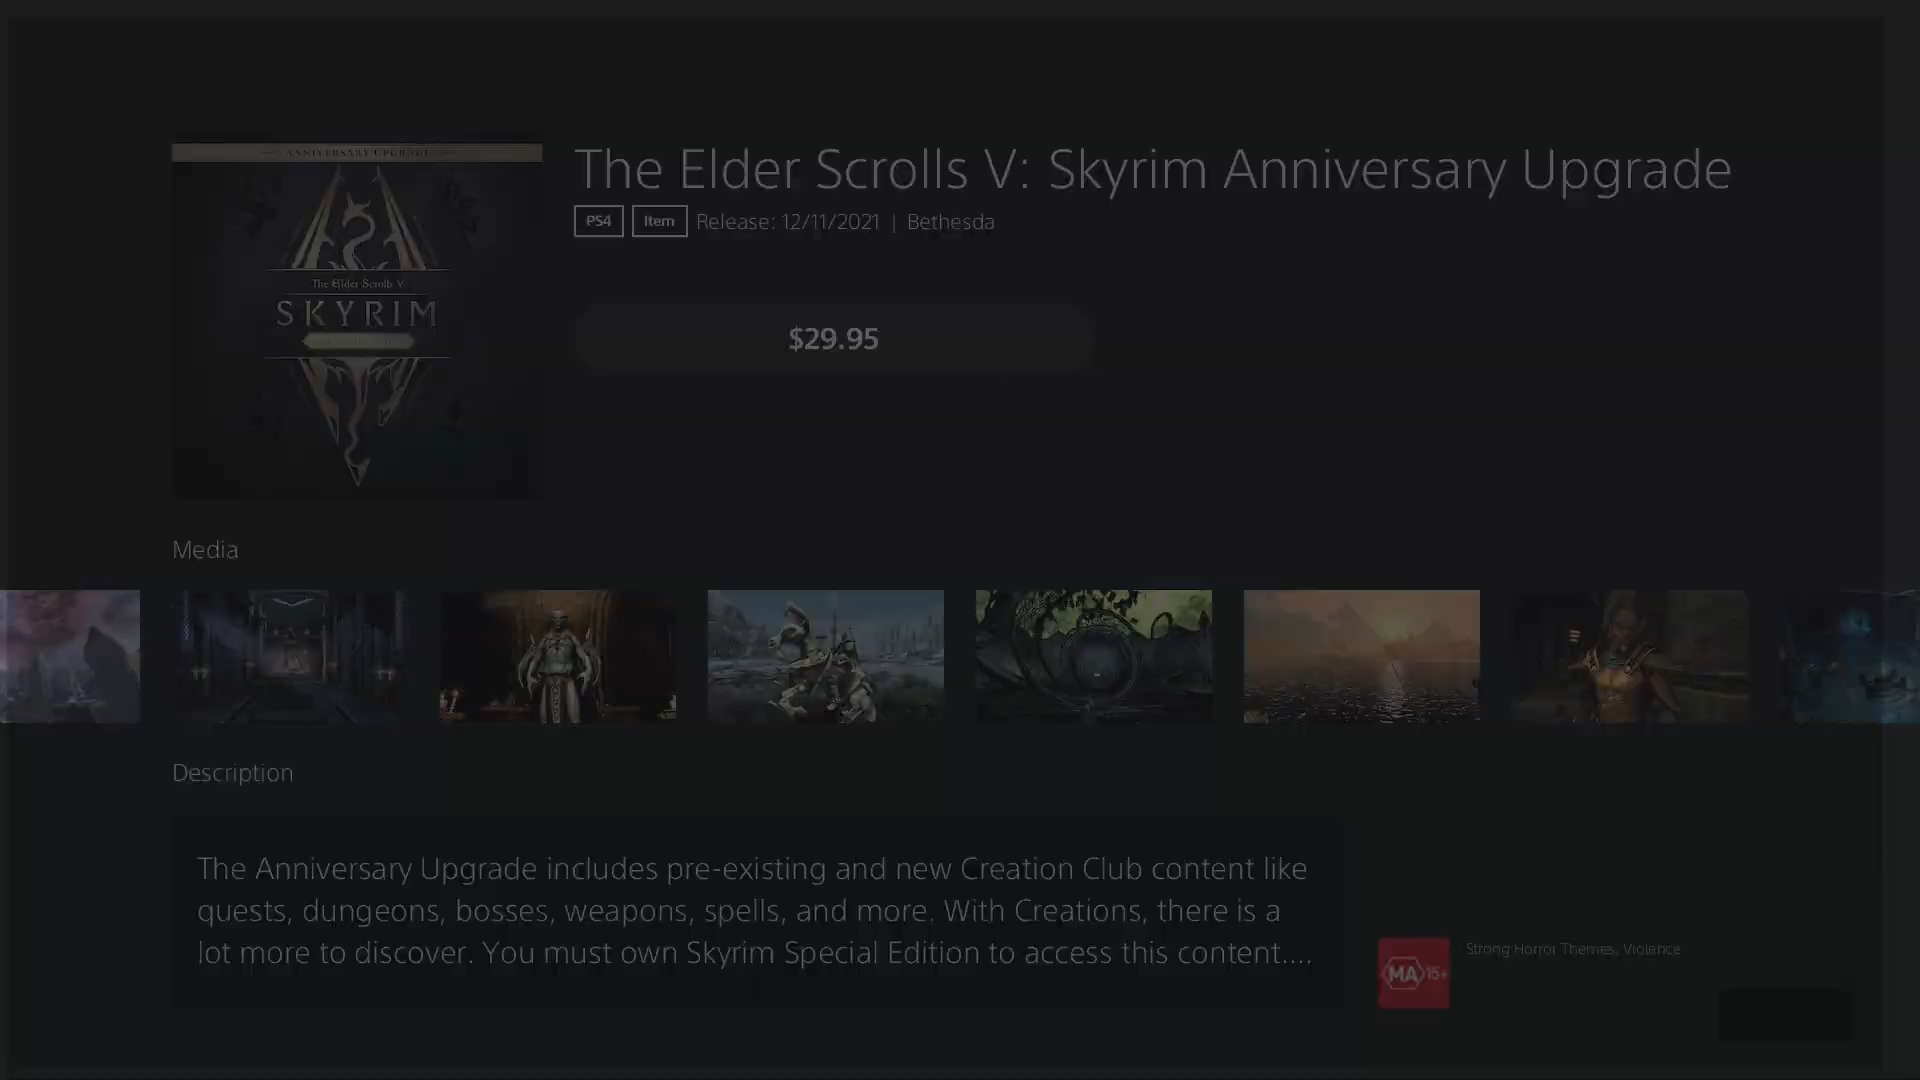 ANNIVERSARY UPGRADE
The Elder Scrolls V
SKYRIM
The Elder Scrolls V: Skyrim Anniversary Upgrade
PS4 Item Release: 12/11/2021 | Bethesda
$29.95
Media
Description
The Anniversary Upgrade includes pre-existing and new Creation Club content like
quests, dungeons, bosses, weapons, spells, and more. With Creations, there is a
lot more to discover. You must own Skyrim Special Edition to access this content....
MA 15+
Strong Horror Themes, Violence